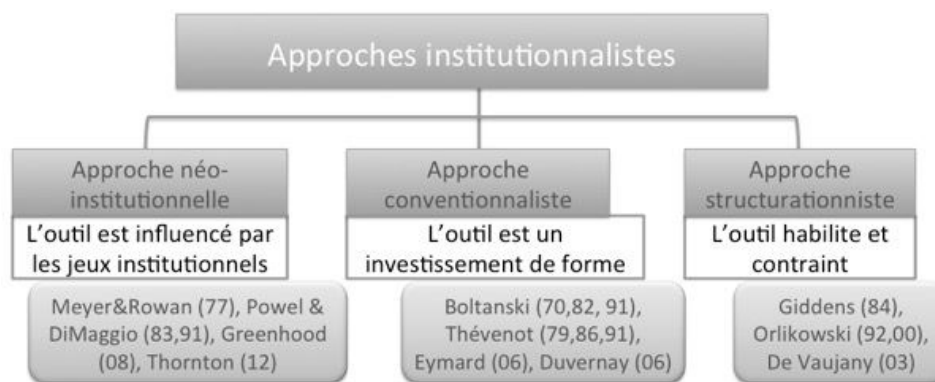 Approches institutionnalistes
Approche néo-
institutionnelle
L'outil est influencé par
les jeux institutionnels
Meyer&Rowan (77), Powel &
DiMaggio (83,91), Greenhood
(08), Thornton (12)
Approche
conventionnaliste
L'outil est un
investissement de forme
Boltanski (70,82, 91),
Thévenot (79,86,91),
Eymard (06), Duvernay (06)
Approche
structurationniste
L'outil habilite et
contraint
Giddens (84),
Orlikowski (92,00),
De Vaujany (03)